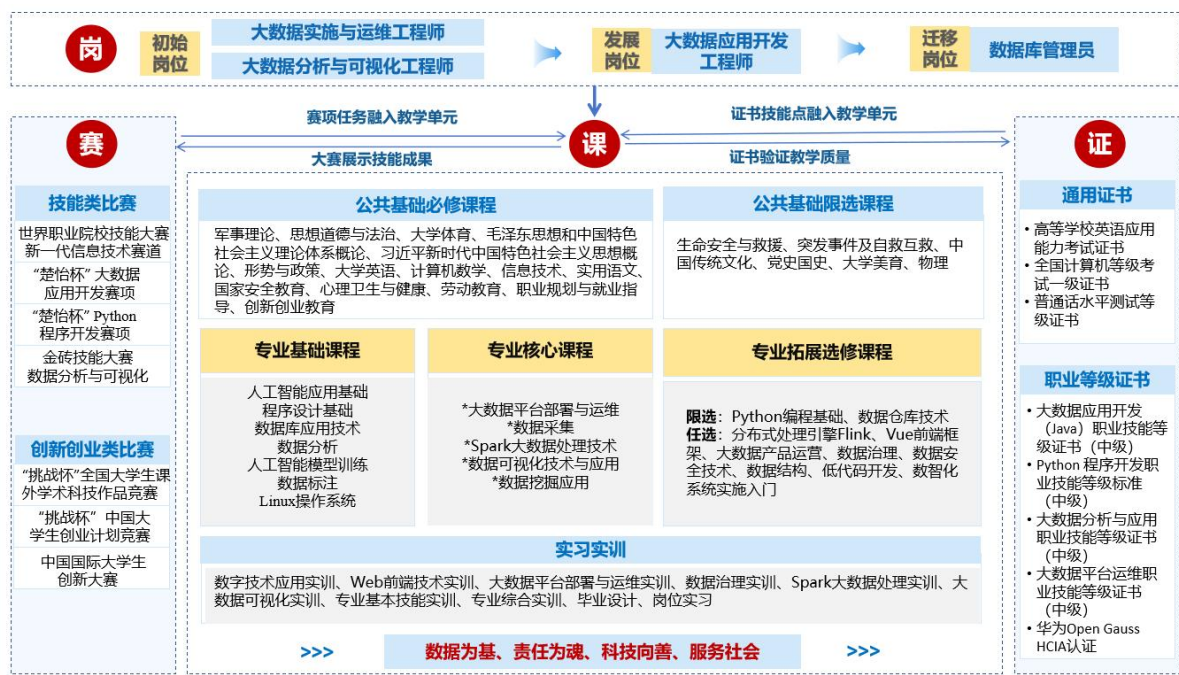 岗
初始
岗位
大数据实施与运维工程师
大数据分析与可视化工程师
发展
岗位
大数据应用开发
工程师
迁移
岗位
数据库管理员
赛
赛项任务融入教学单元
大赛展示技能成果
课
证书技能点融入教学单元
证书验证教学质量
证
技能类比赛
世界职业院校技能大赛
新一代信息技术赛道
“楚怡杯”大数据
应用开发赛项
“楚怡杯” Python
程序开发赛项
金砖技能大赛
数据分析与可视化
创新创业类比赛
“挑战杯”全国大学生课
外学术科技作品竞赛
“挑战杯”中国大
学生创业计划竞赛
中国国际大学生
创新大赛
公共基础必修课程
军事理论、思想道德与法治、大学体育、毛泽东思想和中国特色
社会主义理论体系概论、习近平新时代中国特色社会主义思想概
论、形势与政策、大学英语、计算机数学、信息技术、实用语文、
国家安全教育、心理卫生与健康、劳动教育、职业规划与就业指
导、创新创业教育
公共基础限选课程
生命安全与救援、突发事件及自救互救、中
国传统文化、党史国史、大学美育、物理
专业基础课程
人工智能应用基础
程序设计基础
数据库应用技术
数据分析
人工智能模型训练
数据标注
Linux操作系统
专业核心课程
*大数据平台部署与运维
*数据采集
*Spark大数据处理技术
*数据可视化技术与应用
*数据挖掘应用
专业拓展选修课程
限选：Python编程基础、数据仓库技术
任选：分布式处理引擎Flink、Vue前端框
架、大数据产品运营、数据治理、数据安
全技术、数据结构、低代码开发、数智化
系统实施入门
实习实训
数字技术应用实训、Web前端技术实训、大数据平台部署与运维实训、数据治理实训、Spark大数据处理实训、大
数据可视化实训、专业基本技能实训、专业综合实训、毕业设计、岗位实习
>>> 数据为基、责任为魂、科技向善、服务社会 >>>
通用证书
• 高等学校英语应用
能力考试证书
• 全国计算机等级考
试一级证书
• 普通话水平测试等
级证书
职业等级证书
• 大数据应用开发
（Java）职业技能等
级证书（中级）
• Python 程序开发职
业技能等级标准
（中级）
• 大数据分析与应用
职业技能等级证书
（中级）
• 大数据平台运维职
业技能等级证书
（中级）
• 华为Open Gauss
HCIA认证